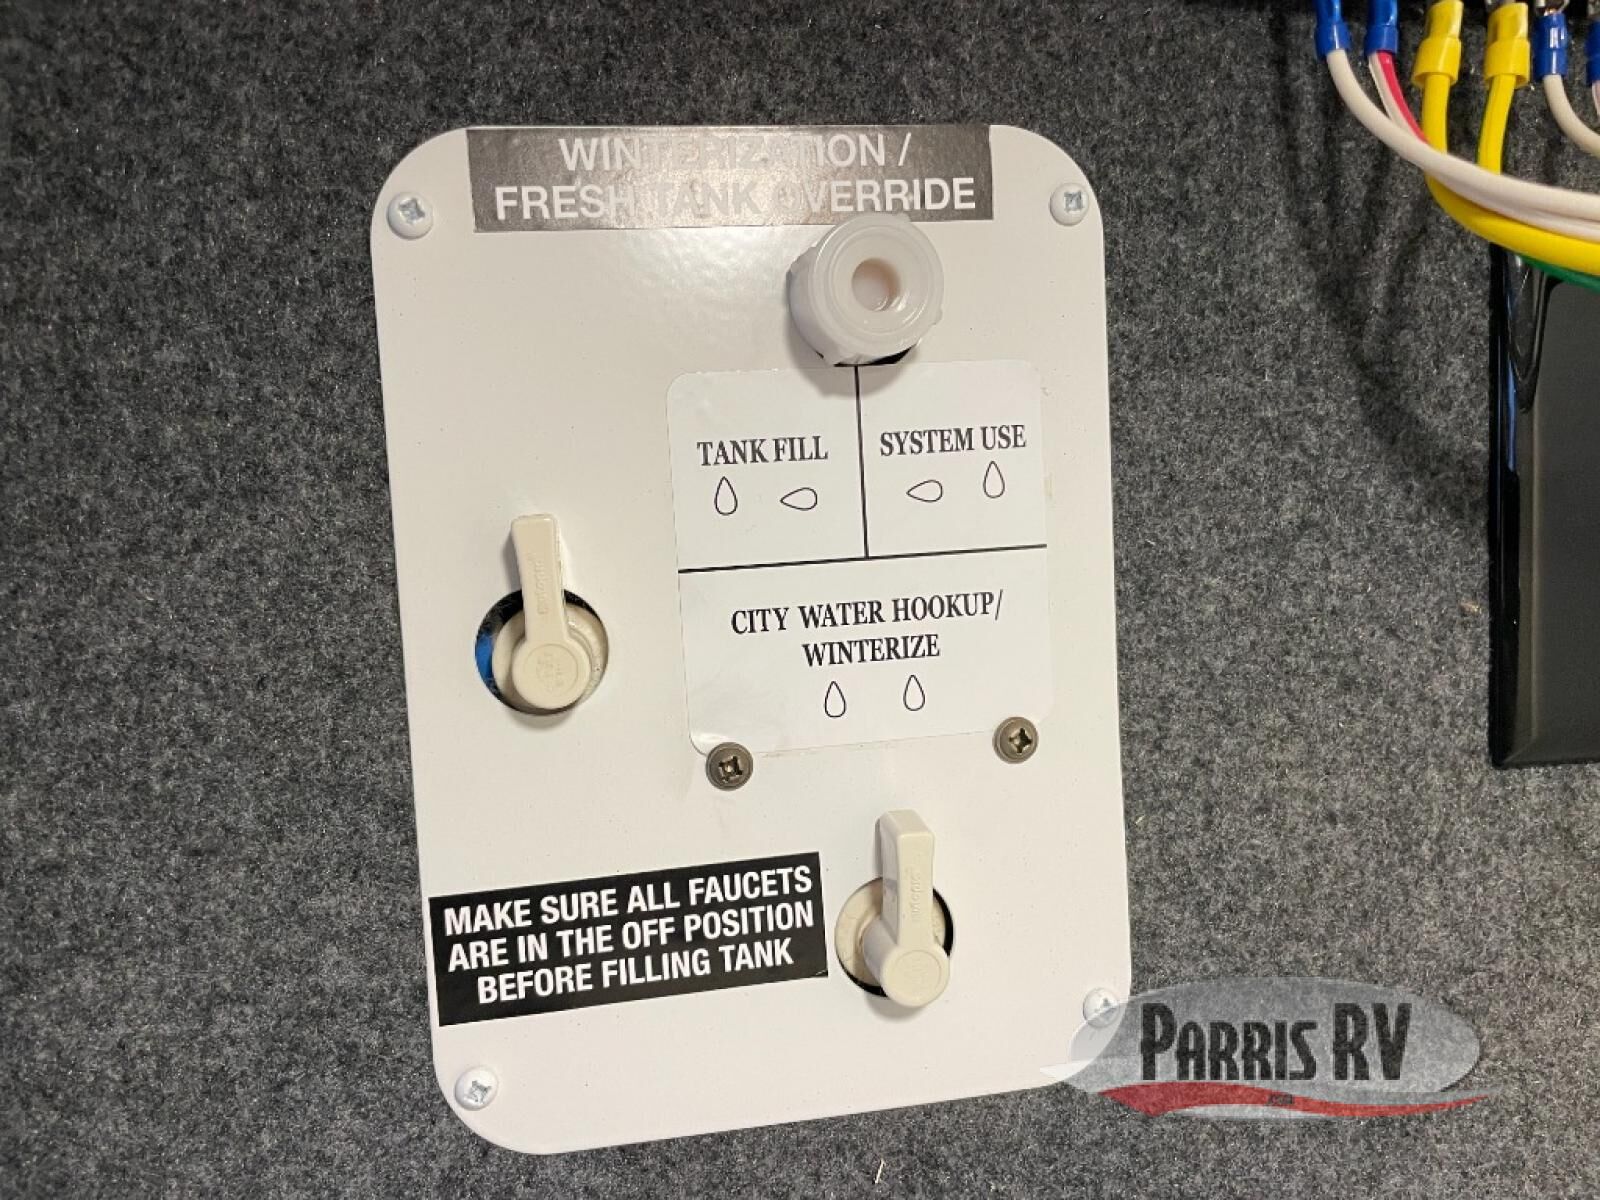 WINTERIZATION /
FRESH TANK OVERRIDE
TANK FILL
SYSTEM USE
CITY WATER HOOKUP/
WINTERIZE
MAKE SURE ALL FAUCETS
ARE IN THE OFF POSITION
BEFORE FILLING TANK
PARRIS RV
.COM